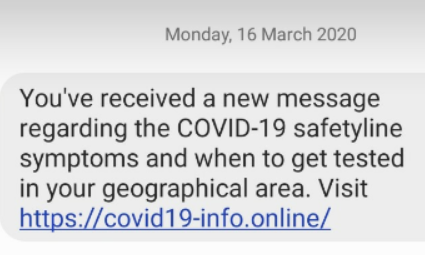 Monday, 16 March 2020
You've received a new message
regarding the COVID-19 safetyline
symptoms and when to get tested
in your geographical area. Visit
https://covid19-info.online/